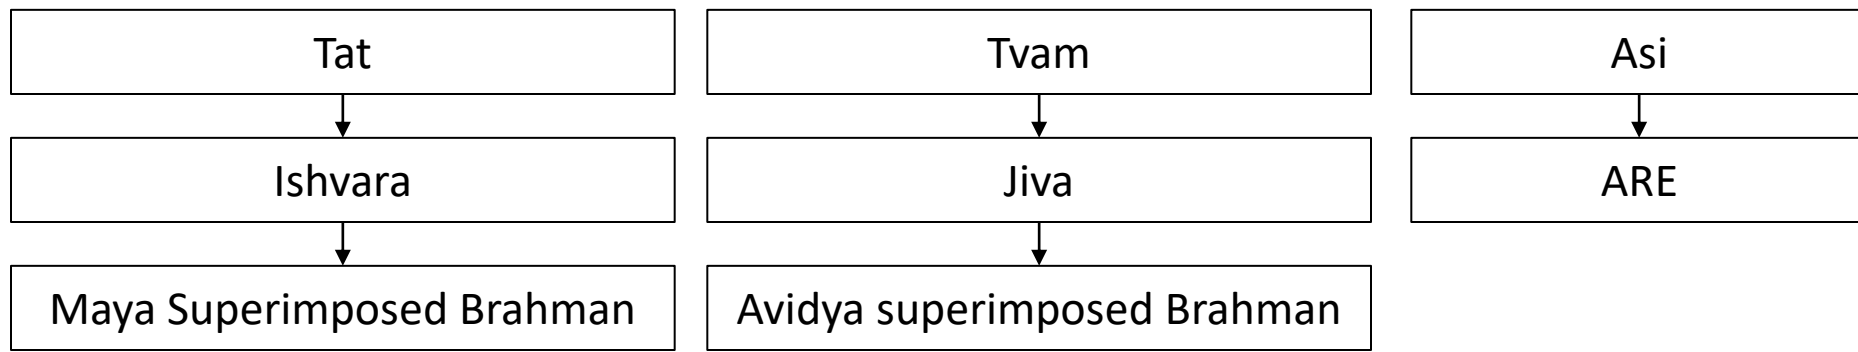 Tat
Tvam
Asi
Ishvara
Jiva
ARE
Maya Superimposed Brahman
Avidya superimposed Brahman